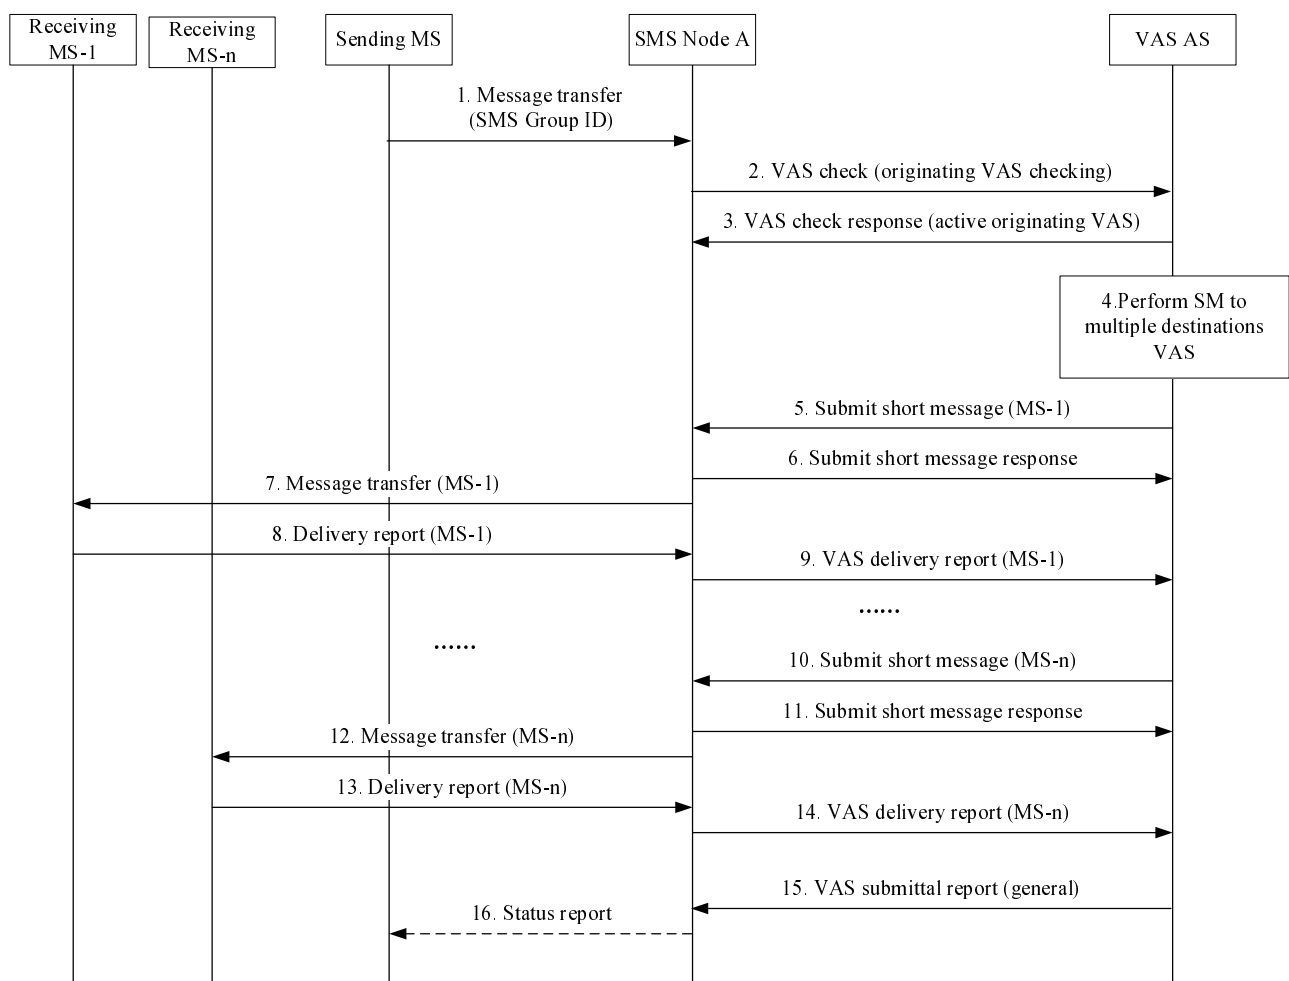 Receiving
MS-1
Receiving
MS-n
Sending MS
SMS Node A
VAS AS
1. Message transfer
(SMS Group ID)
2. VAS check (originating VAS checking)
3. VAS check response (active originating VAS)
4.Perform SM to
multiple destinations
VAS
5. Submit short message (MS-1)
6. Submit short message response
7. Message transfer (MS-1)
8. Delivery report (MS-1)
9. VAS delivery report (MS-1)
......
......
10. Submit short message (MS-n)
11. Submit short message response
12. Message transfer (MS-n)
13. Delivery report (MS-n)
14. VAS delivery report (MS-n)
15. VAS submittal report (general)
16. Status report